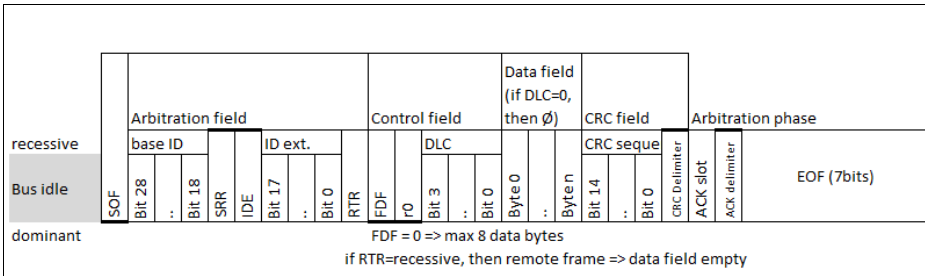 Data field
(if DLC=0,
Arbitration field Control field then Ø) CRC field Arbitration phase
recessive base ID ID ext. DLC CRC seque
Bus idle SOF Bit 28 .. Bit 18 SRR IDE Bit 17 .. Bit 0 RTR FDF r0 Bit 3 .. Bit 0 Byte 0 .. Byte n Bit 14 .. Bit 0 CRC Delimiter ACK slot ACK delimiter EOF (7bits)
dominant FDF = 0 => max 8 data bytes
if RTR=recessive, then remote frame => data field empty